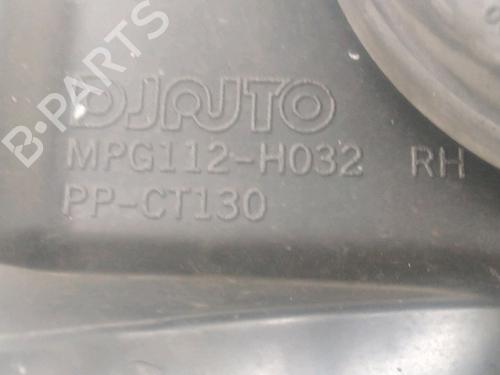 DJAUTO
MPG112-H032 RH
PP-CT130
B-PARTS